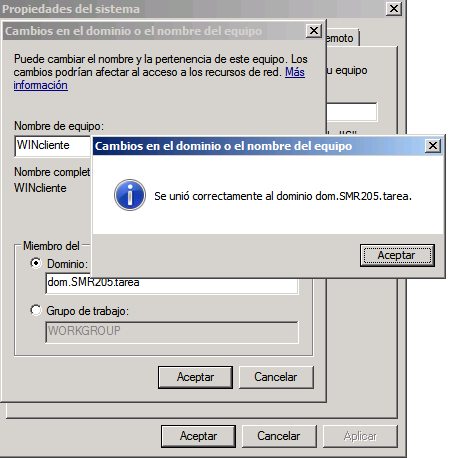 Propiedades del sistema
Cambios en el dominio o el nombre del equipo
emoto
Puede cambiar el nombre y la pertenencia de este equipo. Los
cambios podrían afectar al acceso a los recursos de red. Más
información
u equipo
Nombre de equipo:
WINcliente
Nombre complet
WINcliente
Cambios en el dominio o el nombre del equipo
Se unió correctamente al dominio dom.SMR205.tarea.
Aceptar
Miembro del
Dominio:
dom.SMR205.tarea
Grupo de trabajo:
WORKGROUP
Aceptar Cancelar
Aceptar Cancelar Aplicar